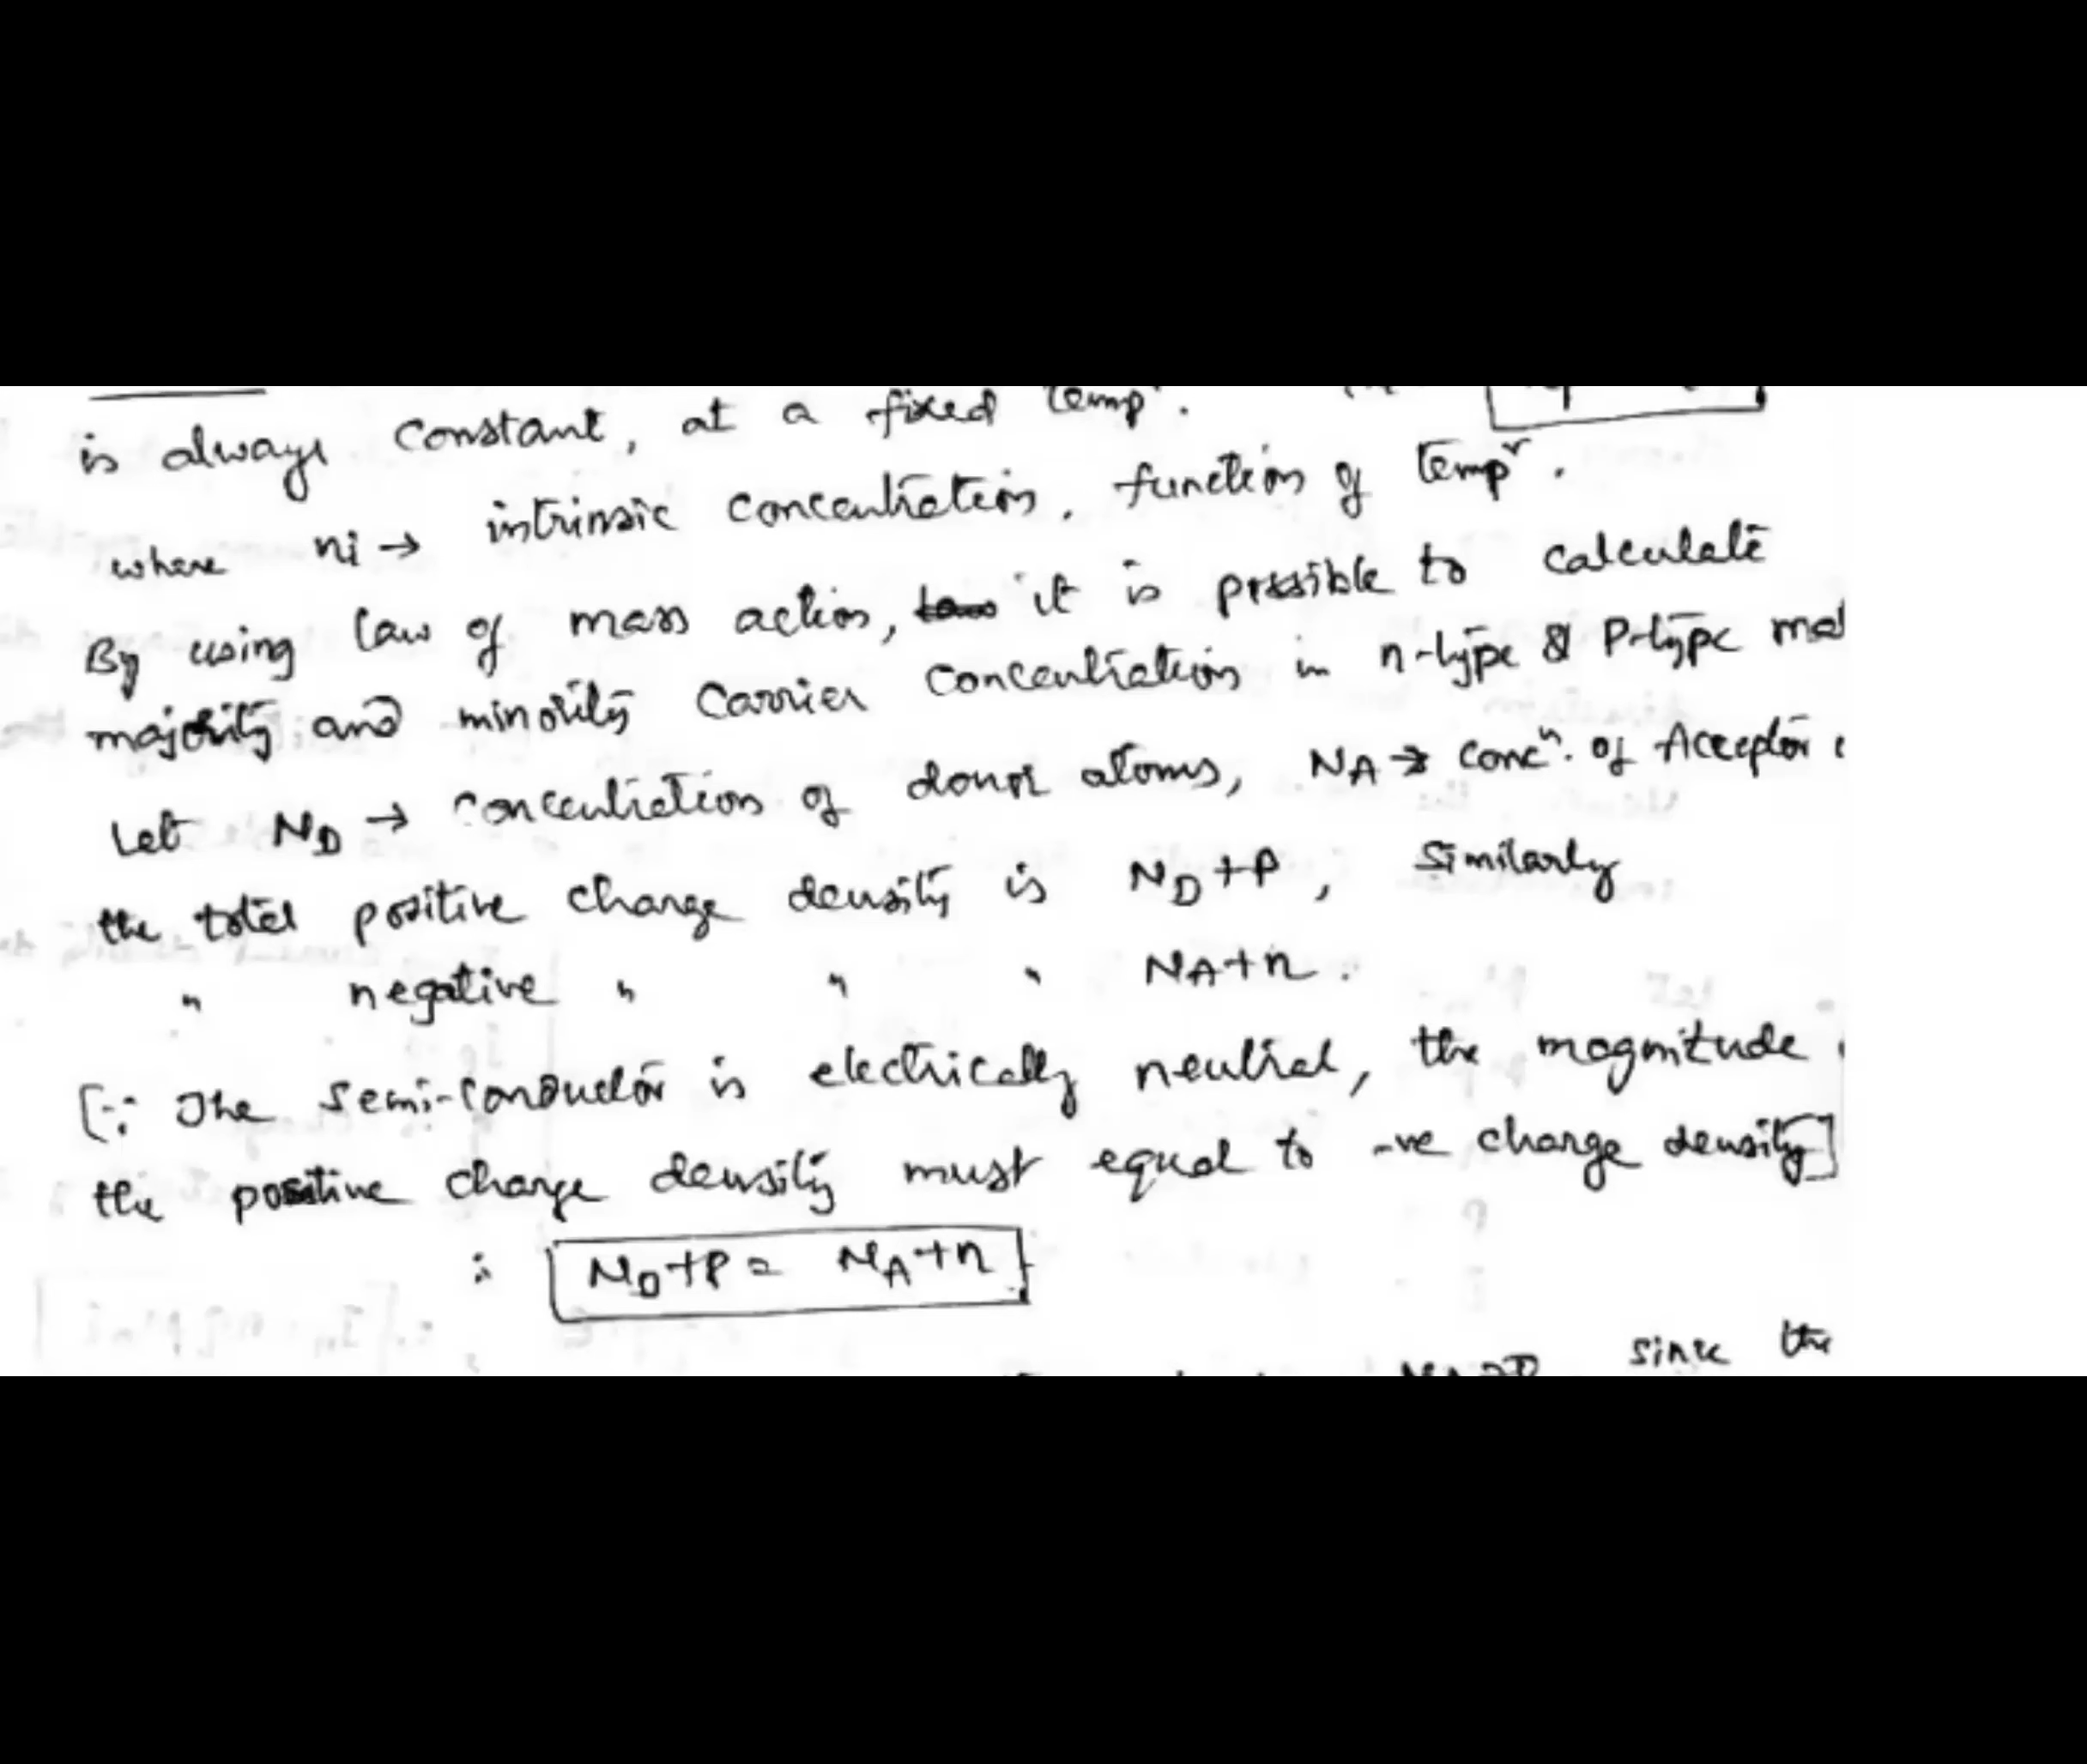 is always constant, at a fixed tempr.
where ni → intrinsic concentration, function of tempr.
By using law of mass action, it is possible to calculate
majority and minority carrier concentration in n-type & P-type mat
Let ND → concentration of donor atoms, NA → concn. of Acceptor
the total positive charge density is ND+P, similarly
" negative " " " NA+n.
[∵ The semi-conductor is electrically neutral, the magnitude
the positive charge density must equal to -ve charge density]
∴ ND+P = NA+n
since the